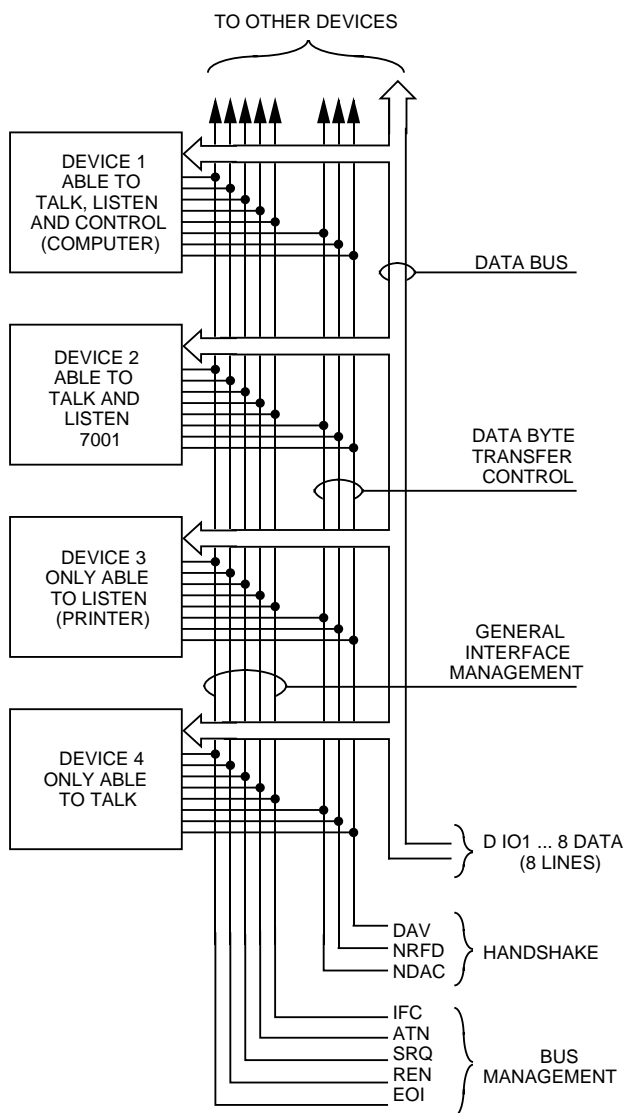 TO OTHER DEVICES
DEVICE 1
ABLE TO
TALK, LISTEN
AND CONTROL
(COMPUTER)
DATA BUS
DEVICE 2
ABLE TO
TALK AND
LISTEN
7001
DATA BYTE
TRANSFER
CONTROL
DEVICE 3
ONLY ABLE
TO LISTEN
(PRINTER)
GENERAL
INTERFACE
MANAGEMENT
DEVICE 4
ONLY ABLE
TO TALK
D IO1 ... 8 DATA
(8 LINES)
DAV
NRFD
NDAC
HANDSHAKE
IFC
ATN
SRQ
REN
EOI
BUS
MANAGEMENT